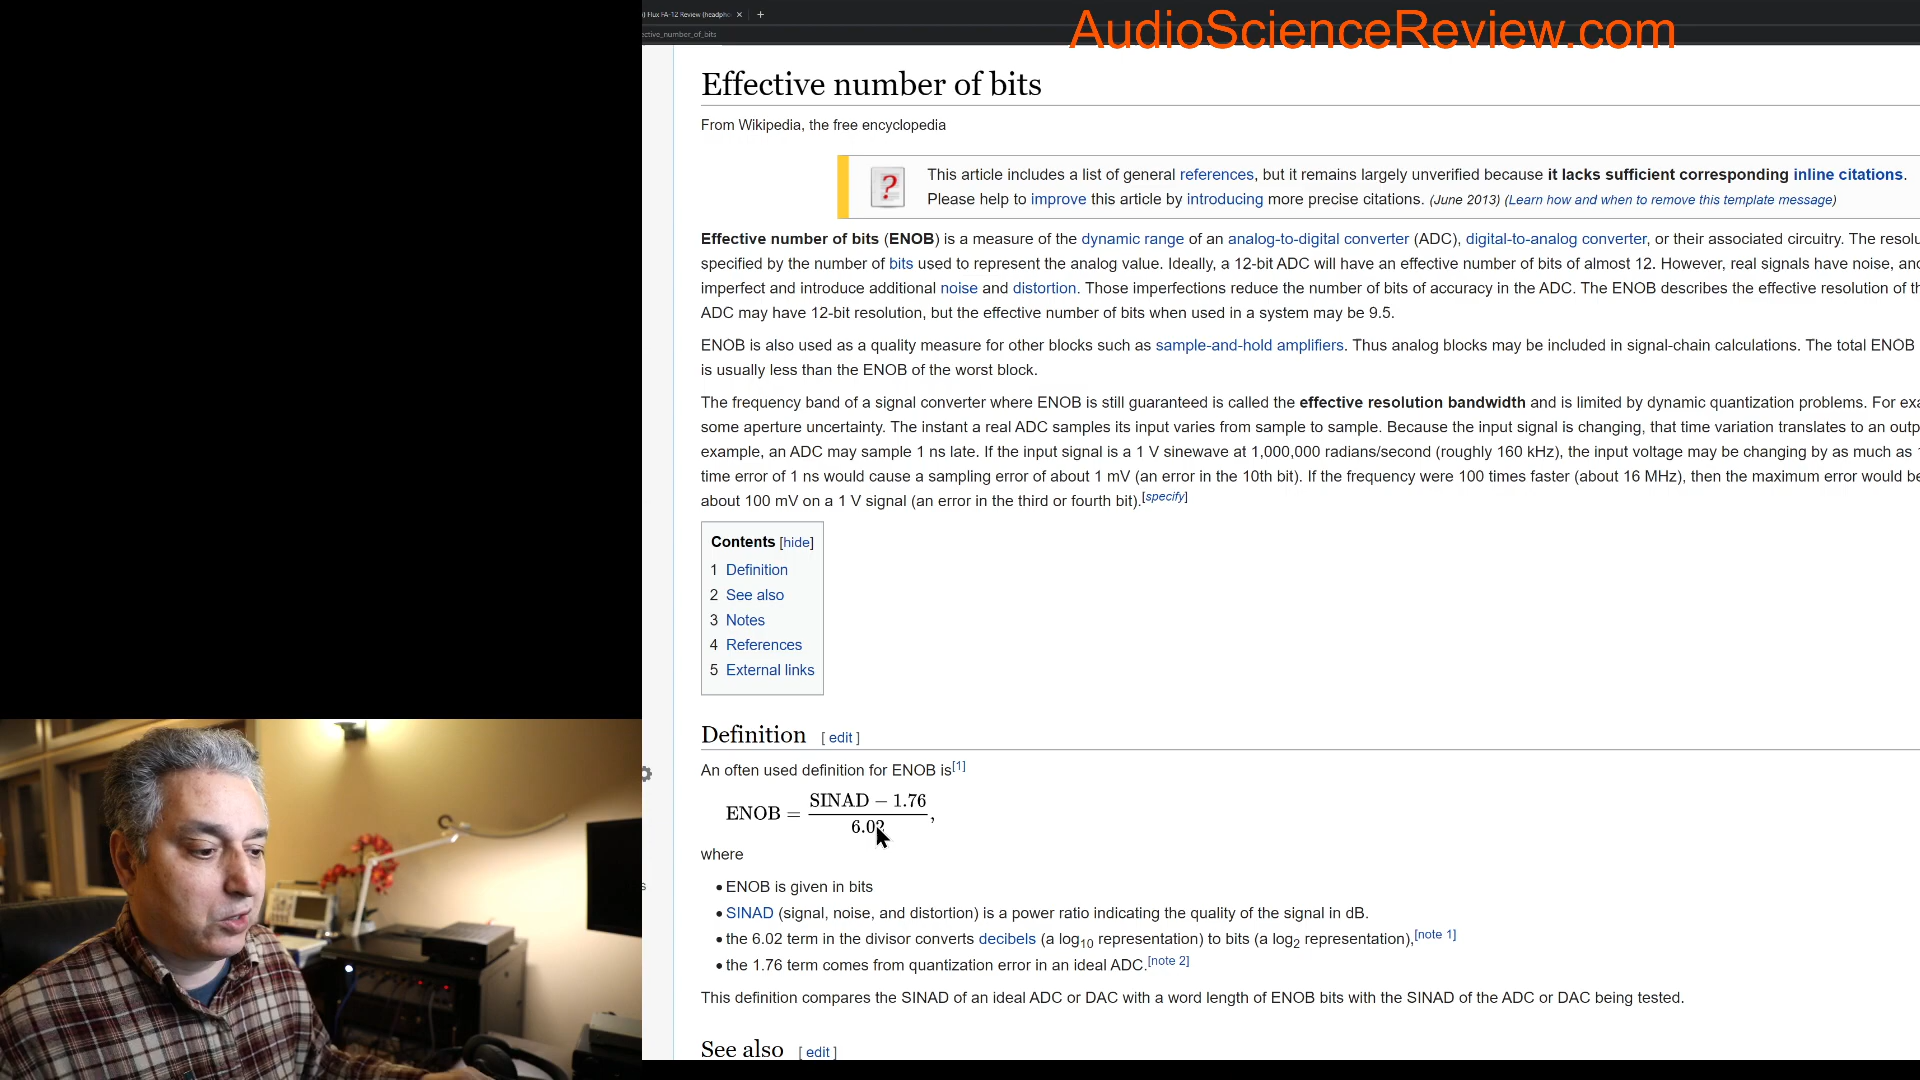 ) Flux FA-12 Review (headpho
ective_number_of_bits
AudioScienceReview.com
Effective number of bits
From Wikipedia, the free encyclopedia
This article includes a list of general references, but it remains largely unverified because it lacks sufficient corresponding inline citations.
Please help to improve this article by introducing more precise citations. (June 2013) (Learn how and when to remove this template message)
Effective number of bits (ENOB) is a measure of the dynamic range of an analog-to-digital converter (ADC), digital-to-analog converter, or their associated circuitry. The resolu
specified by the number of bits used to represent the analog value. Ideally, a 12-bit ADC will have an effective number of bits of almost 12. However, real signals have noise, and
imperfect and introduce additional noise and distortion. Those imperfections reduce the number of bits of accuracy in the ADC. The ENOB describes the effective resolution of th
ADC may have 12-bit resolution, but the effective number of bits when used in a system may be 9.5.
ENOB is also used as a quality measure for other blocks such as sample-and-hold amplifiers. Thus analog blocks may be included in signal-chain calculations. The total ENOB
is usually less than the ENOB of the worst block.
The frequency band of a signal converter where ENOB is still guaranteed is called the effective resolution bandwidth and is limited by dynamic quantization problems. For exa
some aperture uncertainty. The instant a real ADC samples its input varies from sample to sample. Because the input signal is changing, that time variation translates to an outp
example, an ADC may sample 1 ns late. If the input signal is a 1 V sinewave at 1,000,000 radians/second (roughly 160 kHz), the input voltage may be changing by as much as 1
time error of 1 ns would cause a sampling error of about 1 mV (an error in the 10th bit). If the frequency were 100 times faster (about 16 MHz), then the maximum error would be
about 100 mV on a 1 V signal (an error in the third or fourth bit).[specify]
Contents [hide]
1 Definition
2 See also
3 Notes
4 References
5 External links
Definition [ edit ]
An often used definition for ENOB is[1]
ENOB = (SINAD − 1.76) / 6.02,
where
• ENOB is given in bits
• SINAD (signal, noise, and distortion) is a power ratio indicating the quality of the signal in dB.
• the 6.02 term in the divisor converts decibels (a log10 representation) to bits (a log2 representation),[note 1]
• the 1.76 term comes from quantization error in an ideal ADC.[note 2]
This definition compares the SINAD of an ideal ADC or DAC with a word length of ENOB bits with the SINAD of the ADC or DAC being tested.
See also [ edit ]